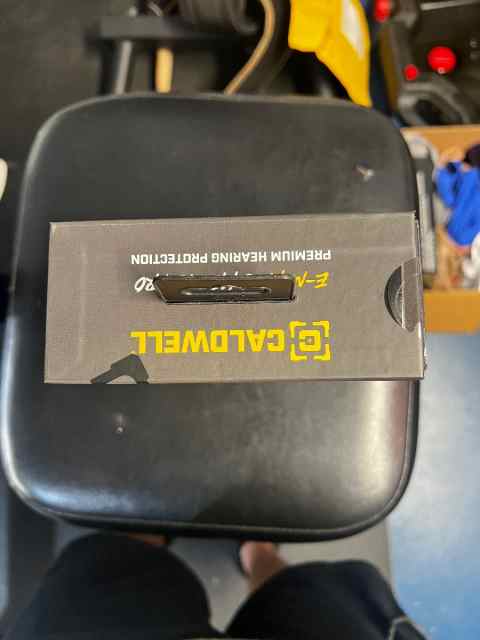 CALDWELL
PREMIUM HEARING PROTECTION